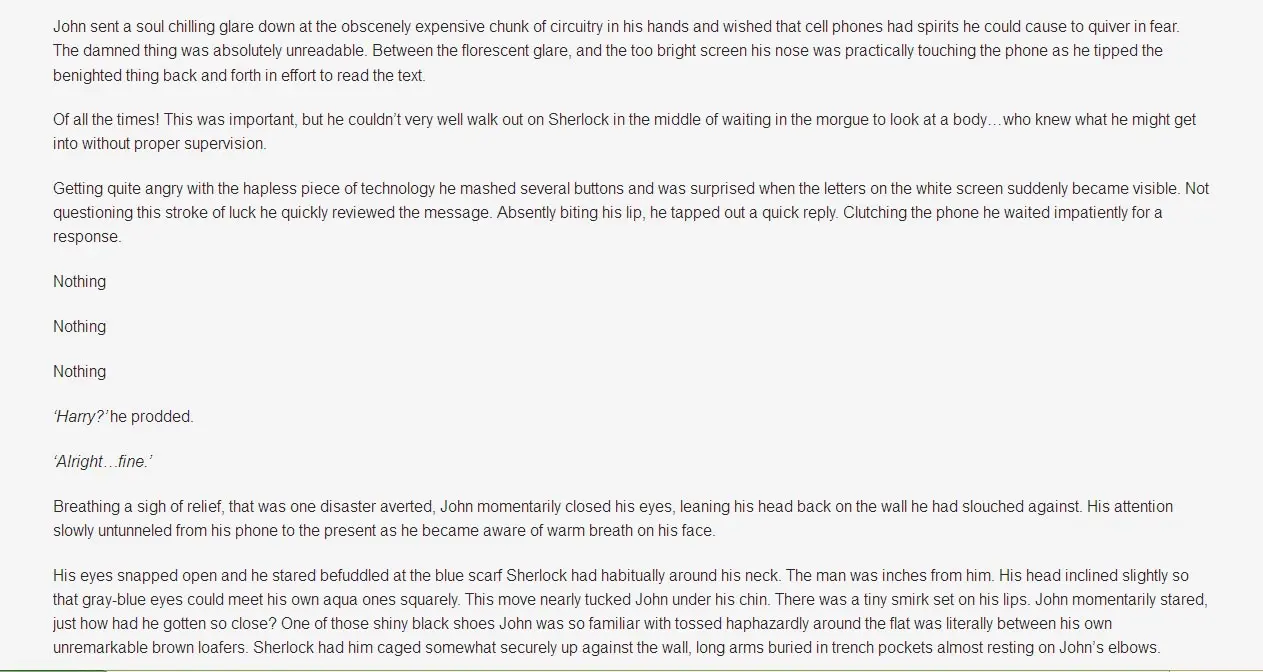 John sent a soul chilling glare down at the obscenely expensive chunk of circuitry in his hands and wished that cell phones had spirits he could cause to quiver in fear.
The damned thing was absolutely unreadable. Between the florescent glare, and the too bright screen his nose was practically touching the phone as he tipped the
benighted thing back and forth in effort to read the text.
Of all the times! This was important, but he couldn’t very well walk out on Sherlock in the middle of waiting in the morgue to look at a body…who knew what he might get
into without proper supervision.
Getting quite angry with the hapless piece of technology he mashed several buttons and was surprised when the letters on the white screen suddenly became visible. Not
questioning this stroke of luck he quickly reviewed the message. Absently biting his lip, he tapped out a quick reply. Clutching the phone he waited impatiently for a
response.
Nothing
Nothing
Nothing
‘Harry?’ he prodded.
‘Alright…fine.’
Breathing a sigh of relief, that was one disaster averted, John momentarily closed his eyes, leaning his head back on the wall he had slouched against. His attention
slowly untunneled from his phone to the present as he became aware of warm breath on his face.
His eyes snapped open and he stared befuddled at the blue scarf Sherlock had habitually around his neck. The man was inches from him. His head inclined slightly so
that gray-blue eyes could meet his own aqua ones squarely. This move nearly tucked John under his chin. There was a tiny smirk set on his lips. John momentarily stared,
just how had he gotten so close? One of those shiny black shoes John was so familiar with tossed haphazardly around the flat was literally between his own
unremarkable brown loafers. Sherlock had him caged somewhat securely up against the wall, long arms buried in trench pockets almost resting on John’s elbows.